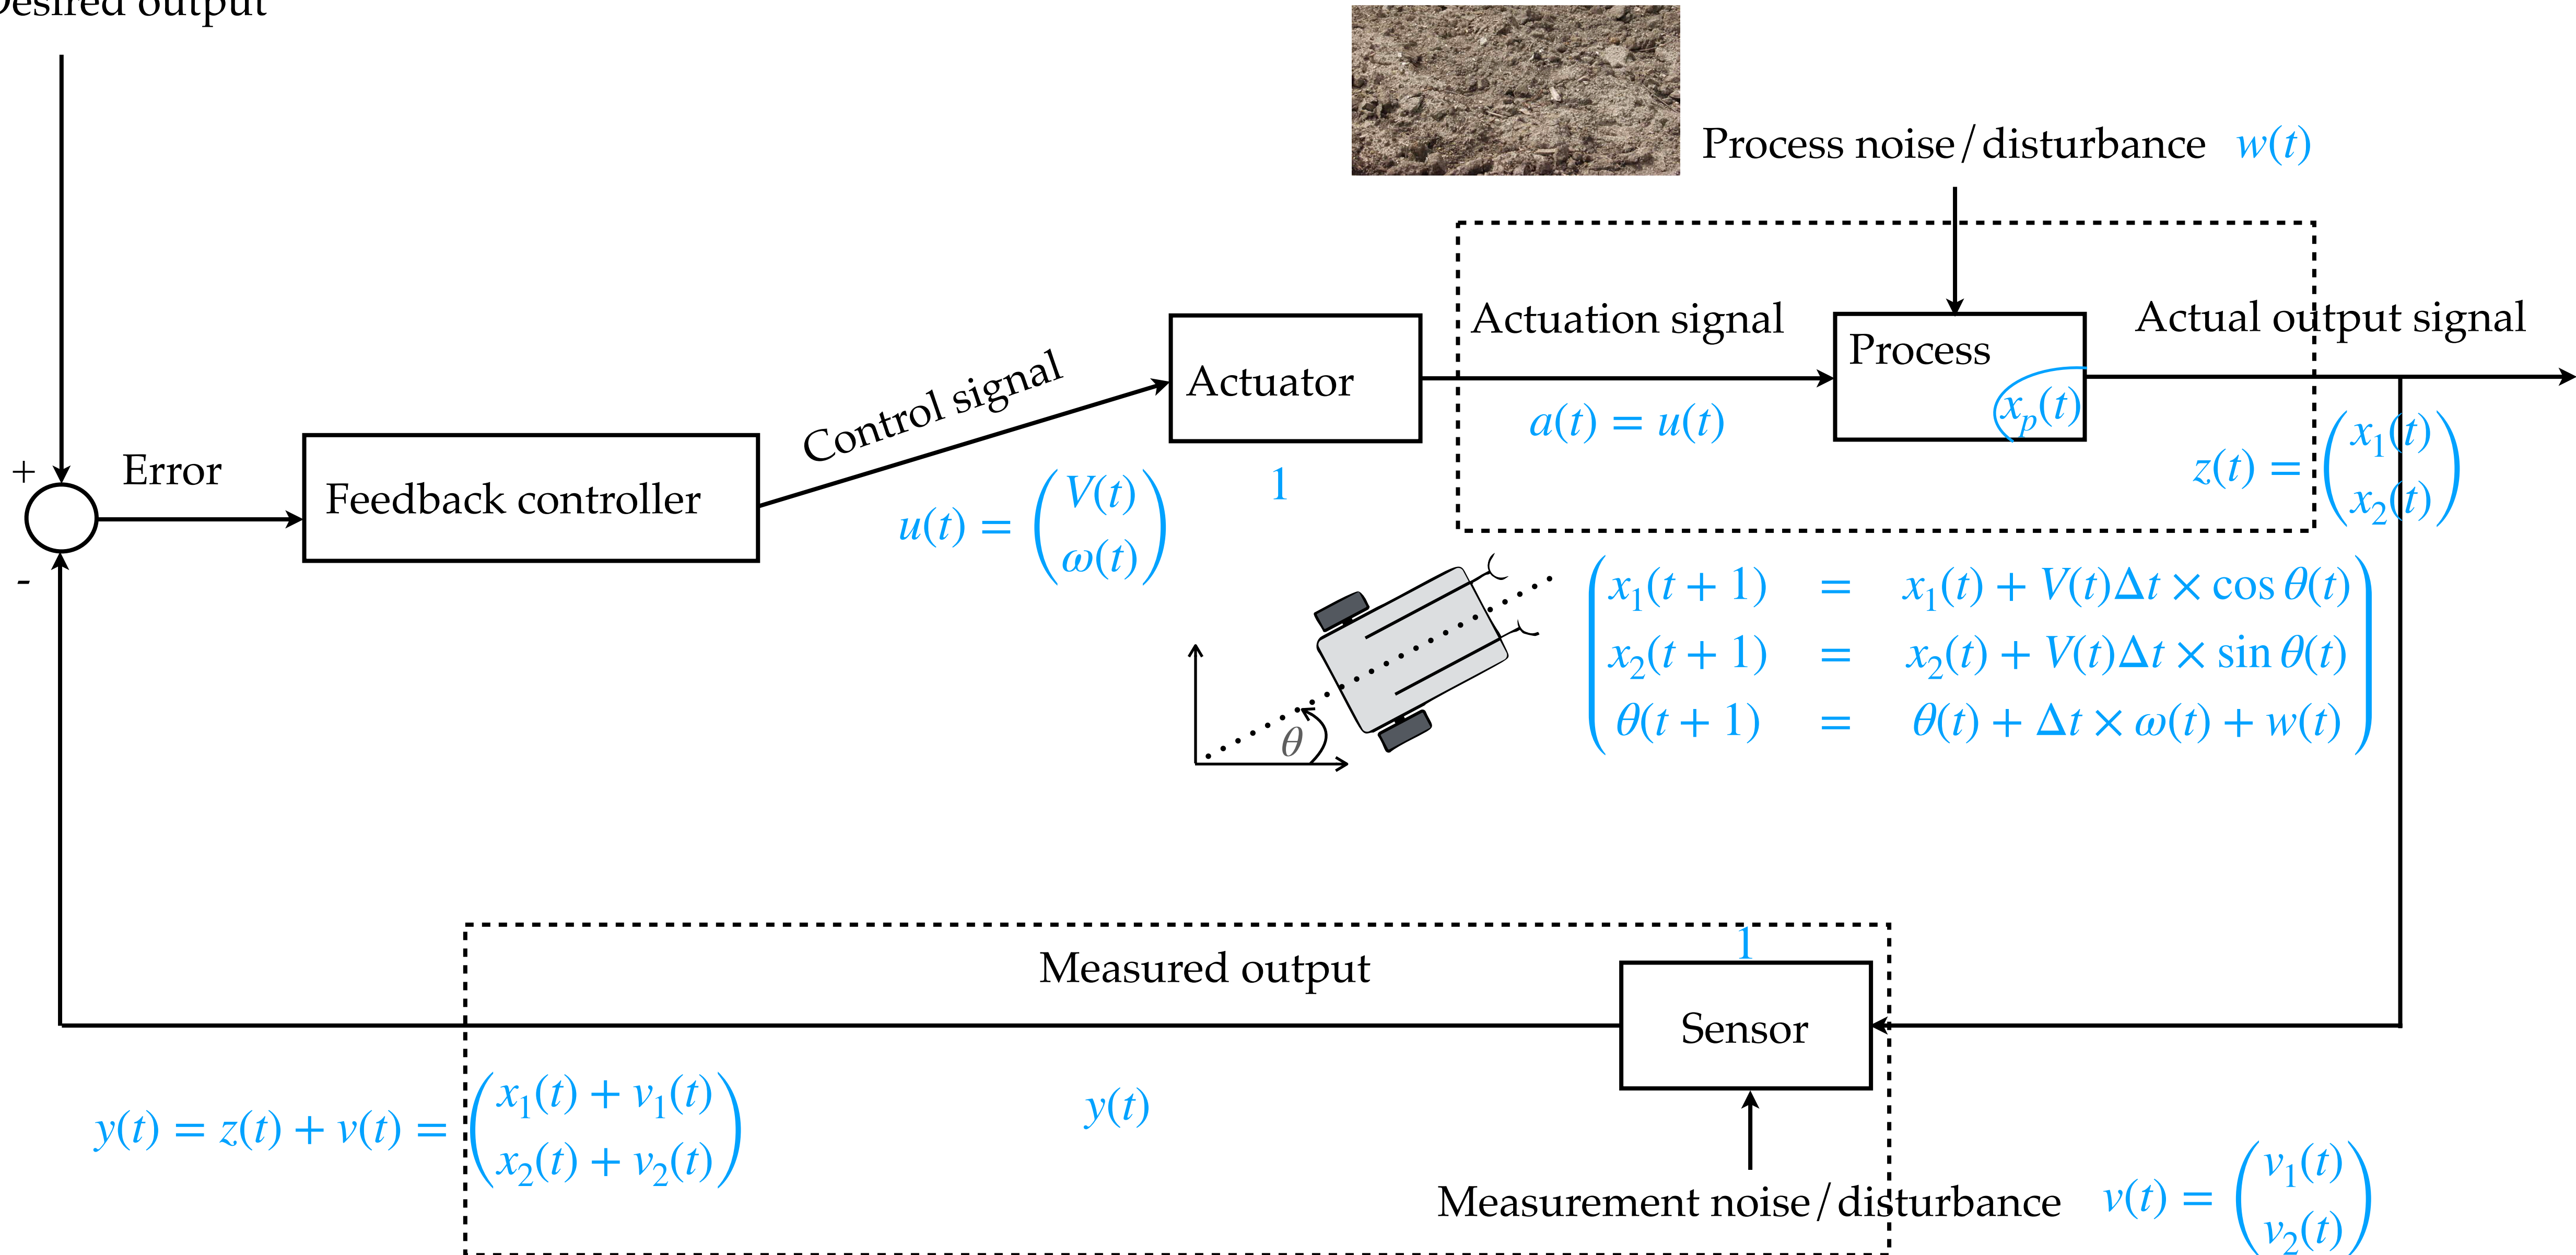 Desired output
Process noise/disturbance w(t)
Actuation signal
Process
Actual output signal
Actuator
Control signal
x_p(t)
a(t) = u(t)
z(t) = (x_1(t) x_2(t))
+
Error
Feedback controller
1
u(t) = (V(t) ω(t))
-
x_1(t + 1) = x_1(t) + V(t)Δt × cos θ(t)
x_2(t + 1) = x_2(t) + V(t)Δt × sin θ(t)
θ(t + 1) = θ(t) + Δt × ω(t) + w(t)
θ
1
Measured output
Sensor
y(t) = z(t) + v(t) = (x_1(t) + v_1(t) x_2(t) + v_2(t))
y(t)
Measurement noise/disturbance v(t) = (v_1(t) v_2(t))